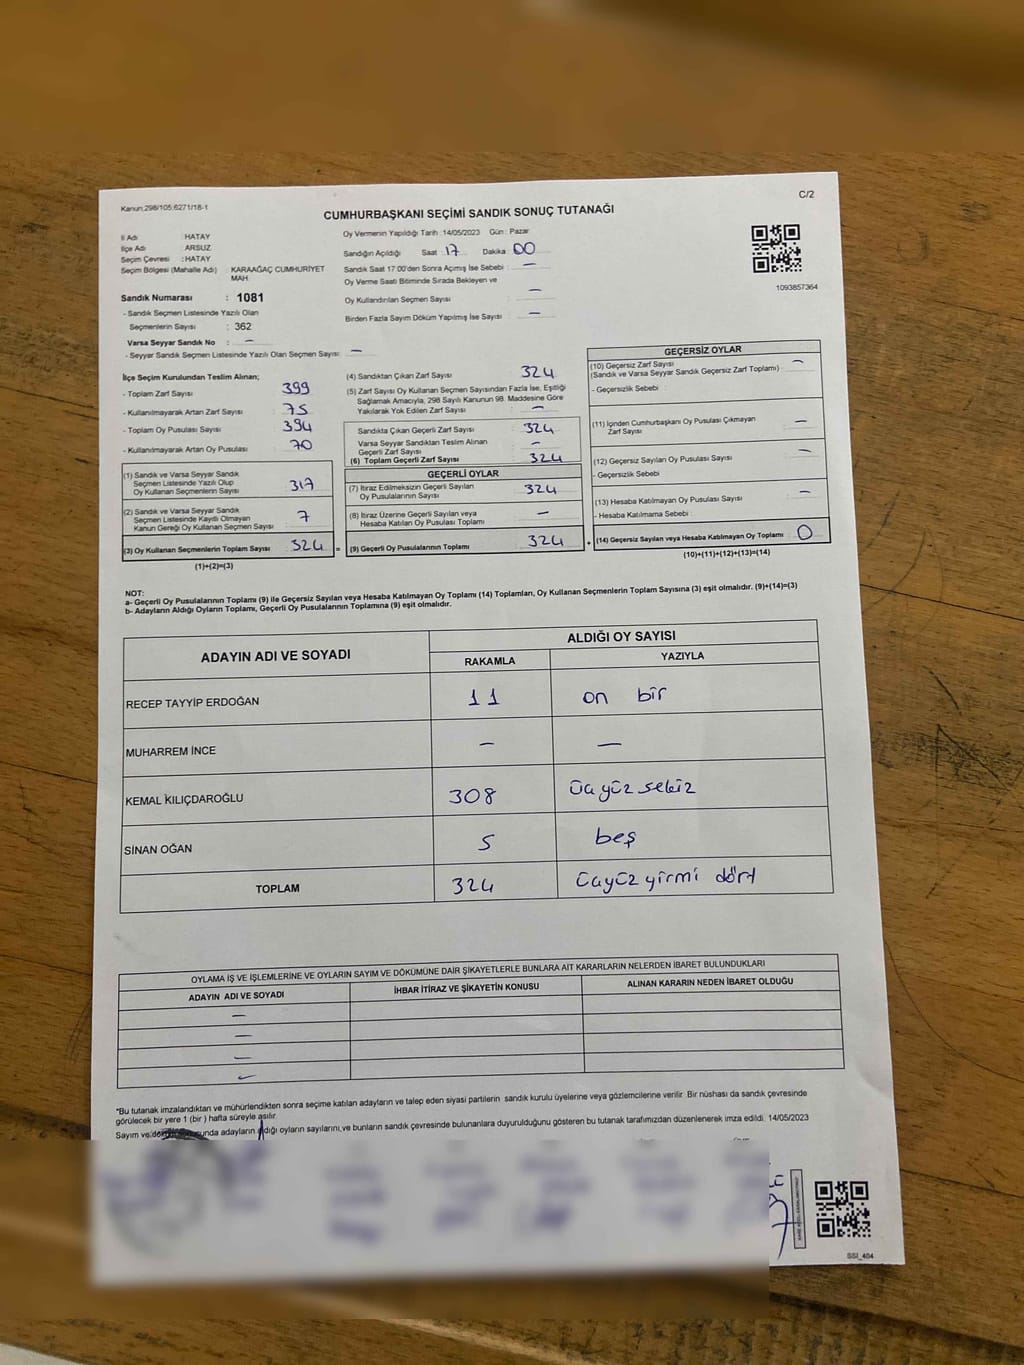 Kanun:298/105;6271/18-1
C/2
CUMHURBAŞKANI SEÇİMİ SANDIK SONUÇ TUTANAĞI
İl Adı HATAY
İlçe Adı ARSUZ
Seçim Çevresi :HATAY
Seçim Bölgesi (Mahalle Adı) : KARAAĞAÇ CUMHURİYET
MAH.
Sandık Numarası : 1081
- Sandık Seçmen Listesinde Yazılı Olan
Seçmenlerin Sayısı : 362
Varsa Seyyar Sandık No : –
- Seyyar Sandık Seçmen Listesinde Yazılı Olan Seçmen Sayısı: –
Oy Vermenin Yapıldığı Tarih :14/05/2023 Gün : Pazar
Sandığın Açıldığı Saat : 17 Dakika : 00
Sandık Saat 17:00'den Sonra Açımış İse Sebebi : –
Oy Verme Saati Bitiminde Sırada Bekleyen ve
Oy Kullandırılan Seçmen Sayısı : –
Birden Fazla Sayım Döküm Yapılmış İse Sayısı : –
1093857364
İlçe Seçim Kurulundan Teslim Alınan;
- Toplam Zarf Sayısı : 399
- Kullanılmayarak Artan Zarf Sayısı : 75
- Toplam Oy Pusulası Sayısı : 394
- Kullanılmayarak Artan Oy Pusulası : 70
(1) Sandık ve Varsa Seyyar Sandık
Seçmen Listesinde Yazılı Olup
Oy Kullanan Seçmenlerin Sayısı : 317
(2) Sandık ve Varsa Seyyar Sandık
Seçmen Listesinde Kayıtlı Olmayan
Kanun Gereği Oy Kullanan Seçmen Sayısı : 7
(3) Oy Kullanan Seçmenlerin Toplam Sayısı : 324 =
(1)+(2)=(3)
(4) Sandıktan Çıkan Zarf Sayısı : 324
(5) Zarf Sayısı Oy Kullanan Seçmen Sayısından Fazla İse, Eşitliği
Sağlamak Amacıyla, 298 Sayılı Kanunun 98. Maddesine Göre
Yakılarak Yok Edilen Zarf Sayısı : –
Sandıkta Çıkan Geçerli Zarf Sayısı : 324
Varsa Seyyar Sandıktan Teslim Alınan
Geçerli Zarf Sayısı : –
(6) Toplam Geçerli Zarf Sayısı : 324
GEÇERLİ OYLAR
(7) İtiraz Edilmeksizin Geçerli Sayılan
Oy Pusulalarının Sayısı : 324
(8) İtiraz Üzerine Geçerli Sayılan veya
Hesaba Katılan Oy Pusulası Toplamı : –
(9) Geçerli Oy Pusulalarının Toplamı : 324 +
GEÇERSİZ OYLAR
(10) Geçersiz Zarf Sayısı : –
(Sandık ve Varsa Seyyar Sandık Geçersiz Zarf Toplamı)
- Geçersizlik Sebebi :
(11) İçinden Cumhurbaşkanı Oy Pusulası Çıkmayan
Zarf Sayısı : –
(12) Geçersiz Sayılan Oy Pusulası Sayısı : –
- Geçersizlik Sebebi
(13) Hesaba Katılmayan Oy Pusulası Sayısı : –
- Hesaba Katılmama Sebebi :
(14) Geçersiz Sayılan veya Hesaba Katılmayan Oy Toplamı : 0
(10)+(11)+(12)+(13)=(14)
NOT:
a- Geçerli Oy Pusulalarının Toplamı (9) ile Geçersiz Sayılan veya Hesaba Katılmayan Oy Toplamı (14) Toplamları, Oy Kullanan Seçmenlerin Toplam Sayısına (3) eşit olmalıdır. (9)+(14)=(3)
b- Adayların Aldığı Oyların Toplamı, Geçerli Oy Pusulalarının Toplamına (9) eşit olmalıdır.
ADAYIN ADI VE SOYADI
ALDIĞI OY SAYISI
RAKAMLA YAZIYLA
RECEP TAYYİP ERDOĞAN 11 on bir
MUHARREM İNCE – –
KEMAL KILIÇDAROĞLU 308 üçyüz sekiz
SİNAN OĞAN 5 beş
TOPLAM 324 üçyüz yirmi dört
OYLAMA İŞ VE İŞLEMLERİNE VE OYLARIN SAYIM VE DÖKÜMÜNE DAİR ŞİKAYETLERLE BUNLARA AİT KARARLARIN NELERDEN İBARET BULUNDUKLARI
ADAYIN ADI VE SOYADI İHBAR İTİRAZ VE ŞİKAYETİN KONUSU ALINAN KARARIN NEDEN İBARET OLDUĞU
–
–
–
–
*Bu tutanak imzalandıktan ve mühürlendikten sonra seçime katılan adayların ve talep eden siyasi partilerin sandık kurulu üyelerine veya gözlemcilerine verilir. Bir nüshası da sandık çevresinde
görülecek bir yere 1 (bir ) hafta süreyle asılır.
Sayım ve adayların aldığı oyların sayılarını,ve bunların sandık çevresinde bulunanlara duyurulduğunu gösteren bu tutanak tarafımızdan düzenlenerek imza edildi. 14/05/2023
SSI_404